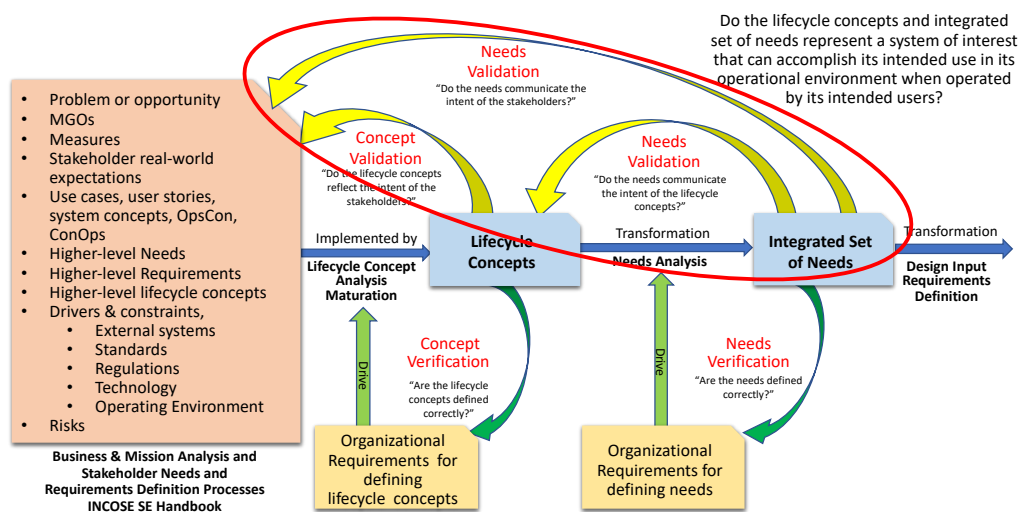 Do the lifecycle concepts and integrated
set of needs represent a system of interest
that can accomplish its intended use in its
operational environment when operated
by its intended users?
Needs
Validation
“Do the needs communicate the
intent of the stakeholders?”
• Problem or opportunity
• MGOs
• Measures
• Stakeholder real-world
expectations
• Use cases, user stories,
system concepts, OpsCon,
ConOps
• Higher-level Needs
• Higher-level Requirements
• Higher-level lifecycle concepts
• Drivers & constraints,
• External systems
• Standards
• Regulations
• Technology
• Operating Environment
• Risks
Business & Mission Analysis and
Stakeholder Needs and
Requirements Definition Processes
INCOSE SE Handbook
Concept
Validation
“Do the lifecycle concepts
reflect the intent of the
stakeholders?”
Needs
Validation
“Do the needs communicate
the intent of the lifecycle
concepts?”
Implemented by
Lifecycle Concept
Analysis
Maturation
Lifecycle
Concepts
Transformation
Needs Analysis
Integrated Set
of Needs
Transformation
Design Input
Requirements
Definition
Drive
Concept
Verification
“Are the lifecycle
concepts defined
correctly?”
Drive
Needs
Verification
“Are the needs defined
correctly?”
Organizational
Requirements for
defining
lifecycle concepts
Organizational
Requirements for
defining needs